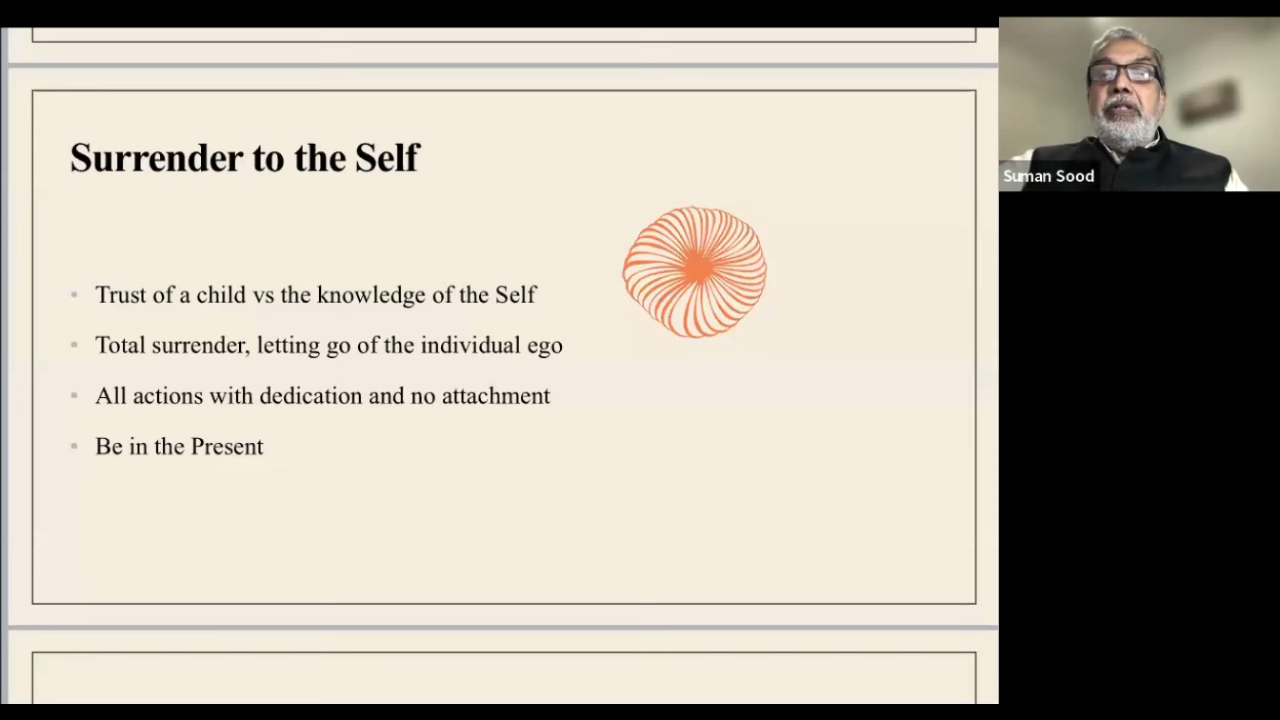 Surrender to the Self
Trust of a child vs the knowledge of the Self
Total surrender, letting go of the individual ego
All actions with dedication and no attachment
Be in the Present
Suman Sood